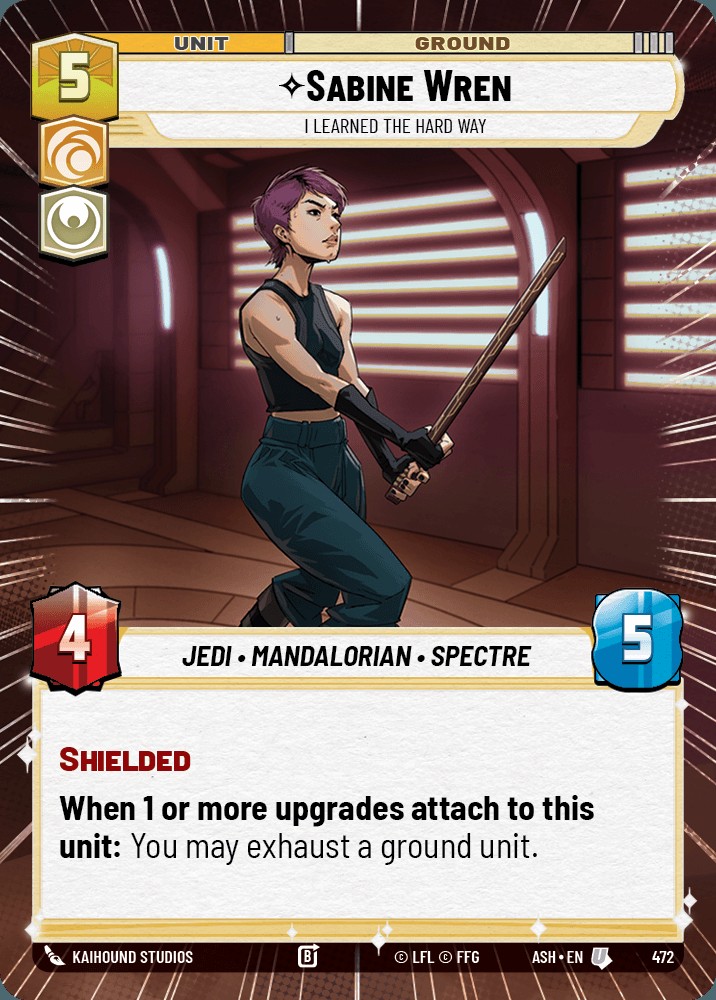 UNIT
GROUND
5
✧SABINE WREN
I LEARNED THE HARD WAY
4
JEDI • MANDALORIAN • SPECTRE
5
SHIELDED
When 1 or more upgrades attach to this
unit: You may exhaust a ground unit.
KAIHOUND STUDIOS
B
© LFL © FFG
ASH • EN
U
472